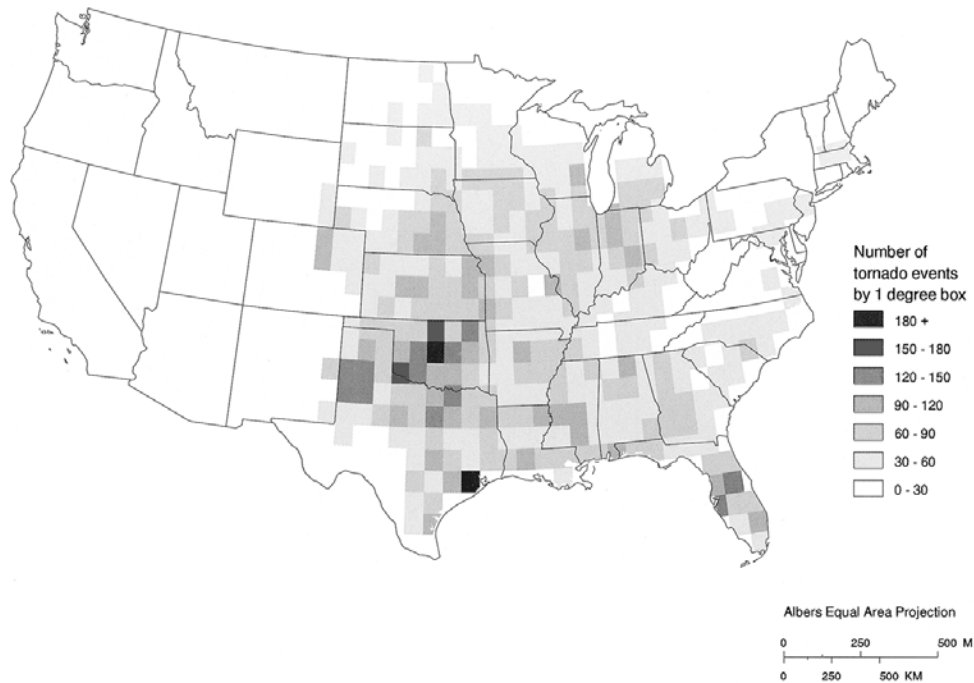 Number of
tornado events
by 1 degree box
180 +
150 - 180
120 - 150
90 - 120
60 - 90
30 - 60
0 - 30
Albers Equal Area Projection
0 250 500 M
0 250 500 KM